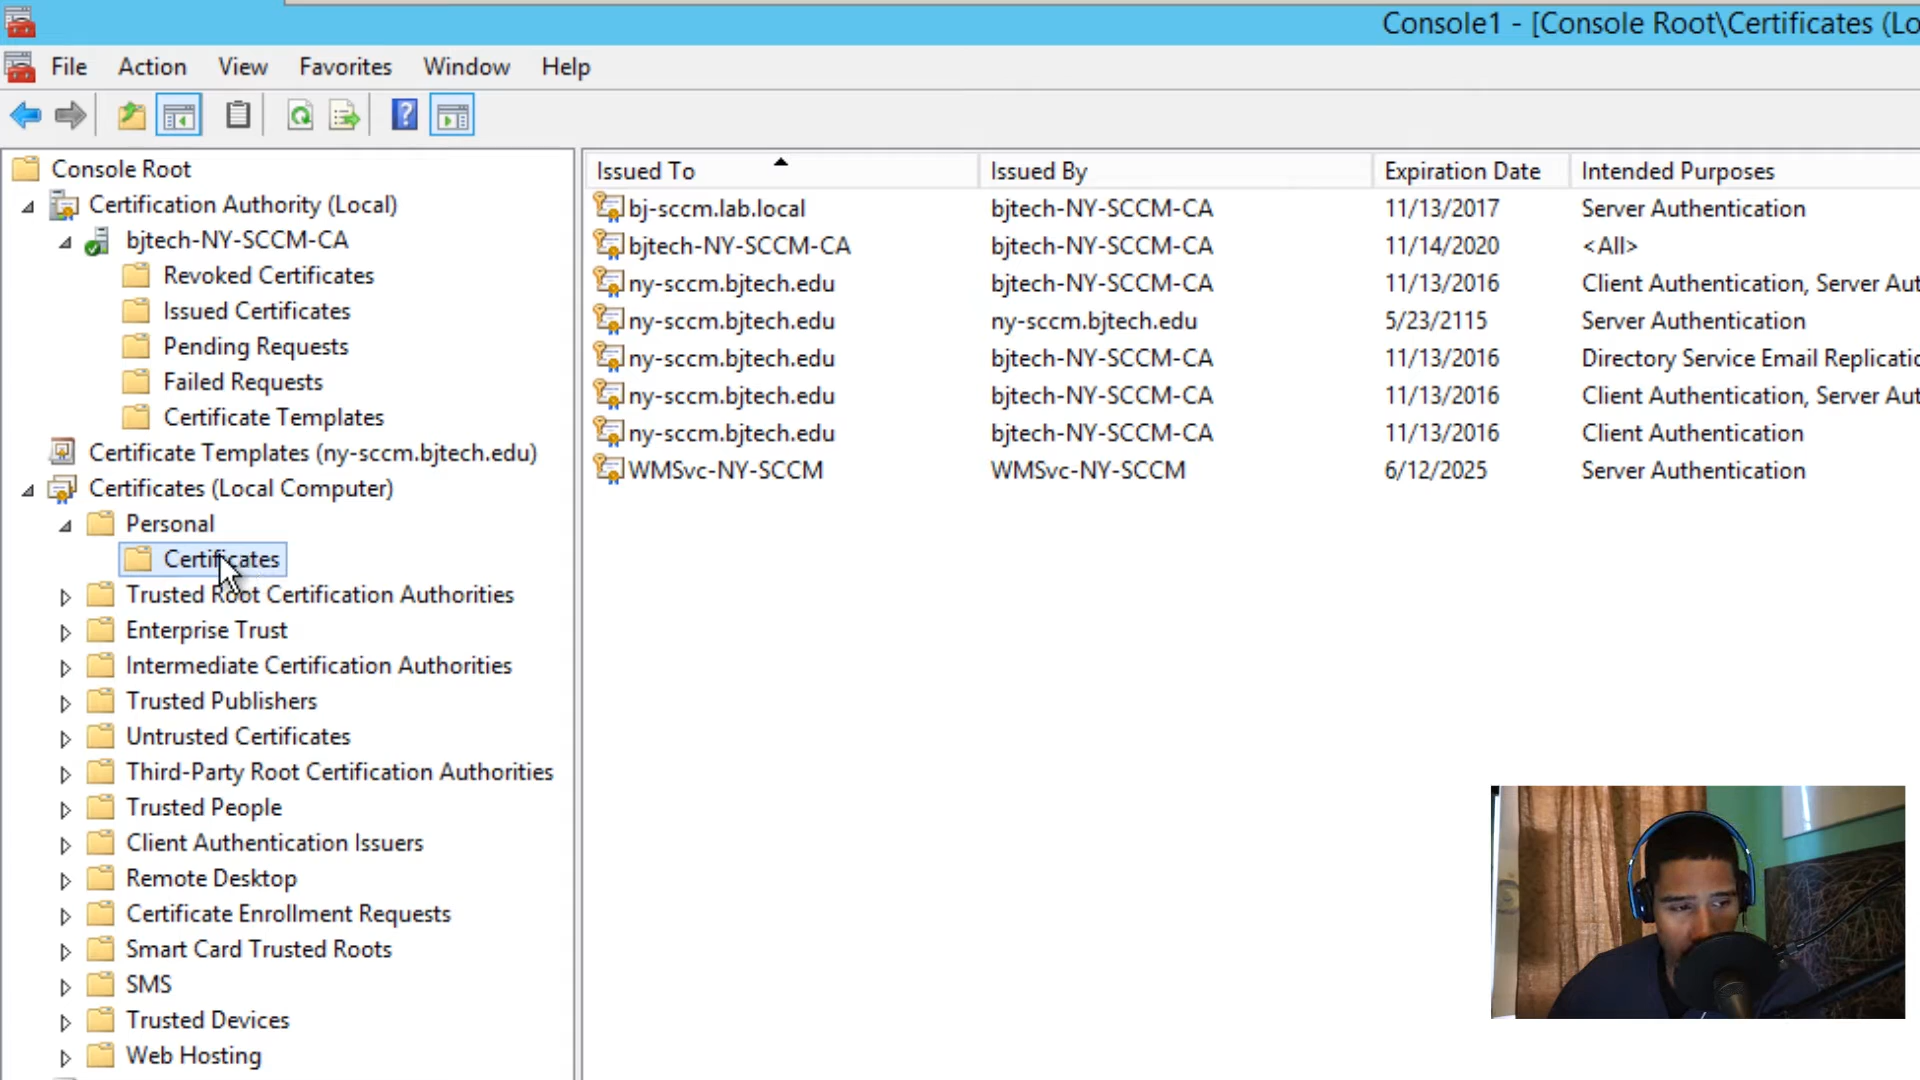 Console1 - [Console Root\Certificates (Lo
File Action View Favorites Window Help
Console Root
Certification Authority (Local)
bjtech-NY-SCCM-CA
Revoked Certificates
Issued Certificates
Pending Requests
Failed Requests
Certificate Templates
Certificate Templates (ny-sccm.bjtech.edu)
Certificates (Local Computer)
Personal
Certificates
Trusted Root Certification Authorities
Enterprise Trust
Intermediate Certification Authorities
Trusted Publishers
Untrusted Certificates
Third-Party Root Certification Authorities
Trusted People
Client Authentication Issuers
Remote Desktop
Certificate Enrollment Requests
Smart Card Trusted Roots
SMS
Trusted Devices
Web Hosting
Issued To Issued By Expiration Date Intended Purposes
bj-sccm.lab.local bjtech-NY-SCCM-CA 11/13/2017 Server Authentication
bjtech-NY-SCCM-CA bjtech-NY-SCCM-CA 11/14/2020 <All>
ny-sccm.bjtech.edu bjtech-NY-SCCM-CA 11/13/2016 Client Authentication, Server Aut
ny-sccm.bjtech.edu ny-sccm.bjtech.edu 5/23/2115 Server Authentication
ny-sccm.bjtech.edu bjtech-NY-SCCM-CA 11/13/2016 Directory Service Email Replicatio
ny-sccm.bjtech.edu bjtech-NY-SCCM-CA 11/13/2016 Client Authentication, Server Aut
ny-sccm.bjtech.edu bjtech-NY-SCCM-CA 11/13/2016 Client Authentication
WMSvc-NY-SCCM WMSvc-NY-SCCM 6/12/2025 Server Authentication